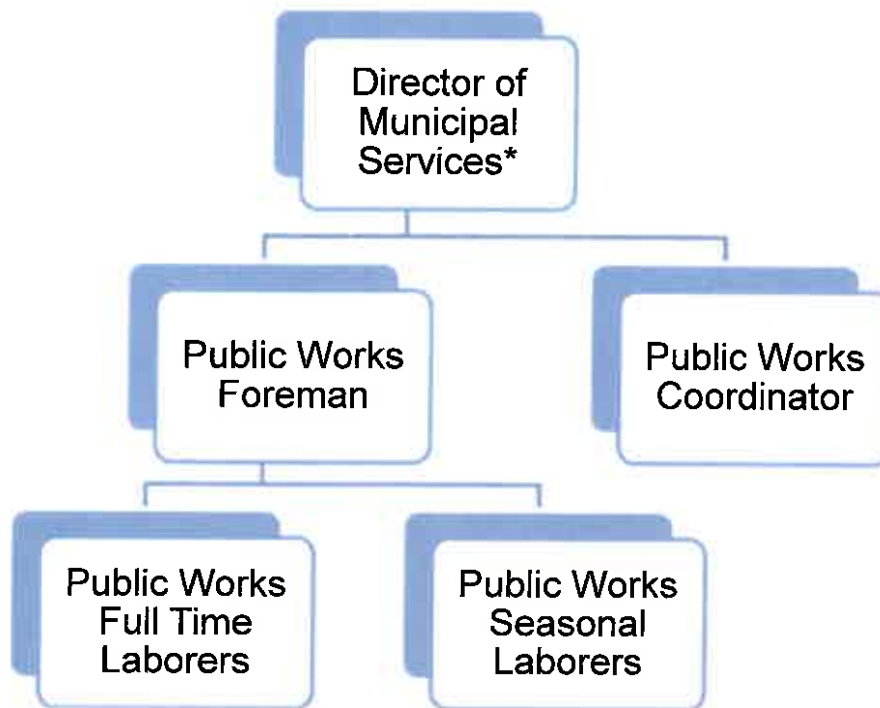 Director of
Municipal
Services*
Public Works
Foreman
Public Works
Coordinator
Public Works
Full Time
Laborers
Public Works
Seasonal
Laborers